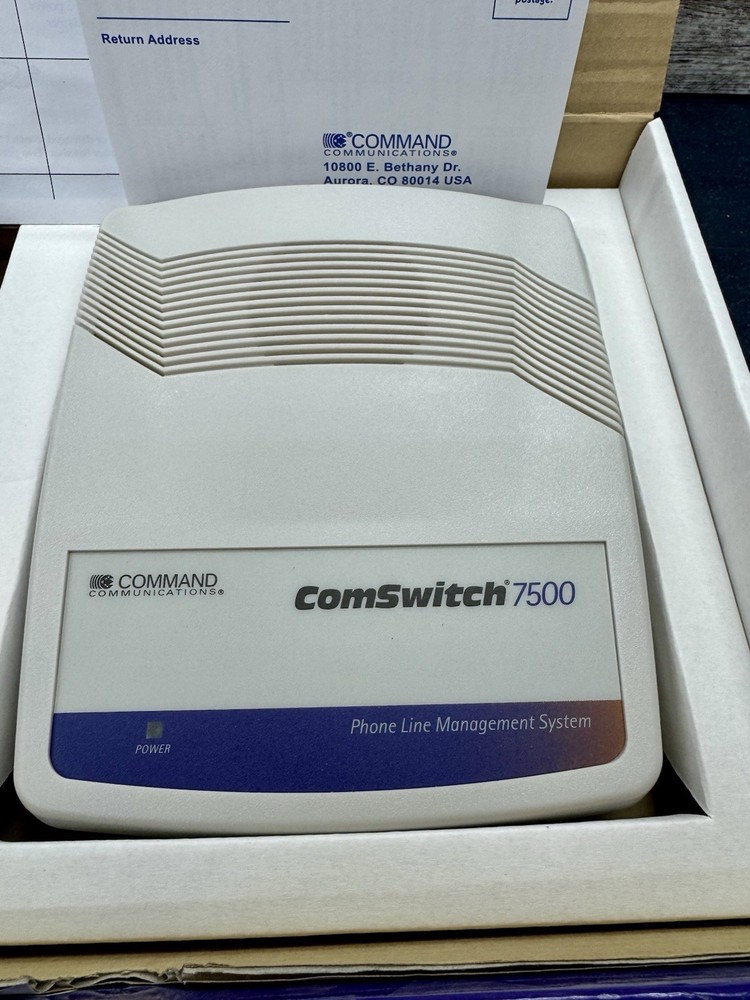 postage.
Return Address
COMMAND
COMMUNICATIONS®
10800 E. Bethany Dr.
Aurora, CO 80014 USA
COMMAND
COMMUNICATIONS®
ComSwitch® 7500
Phone Line Management System
POWER